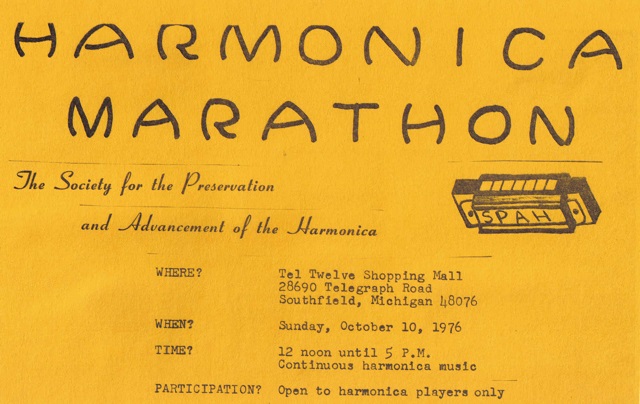 HARMONICA
MARATHON
The Society for the Preservation
and Advancement of the Harmonica
SPAH
WHERE? Tel Twelve Shopping Mall
28690 Telegraph Road
Southfield, Michigan 48076
WHEN? Sunday, October 10, 1976
TIME? 12 noon until 5 P.M.
Continuous harmonica music
PARTICIPATION? Open to harmonica players only